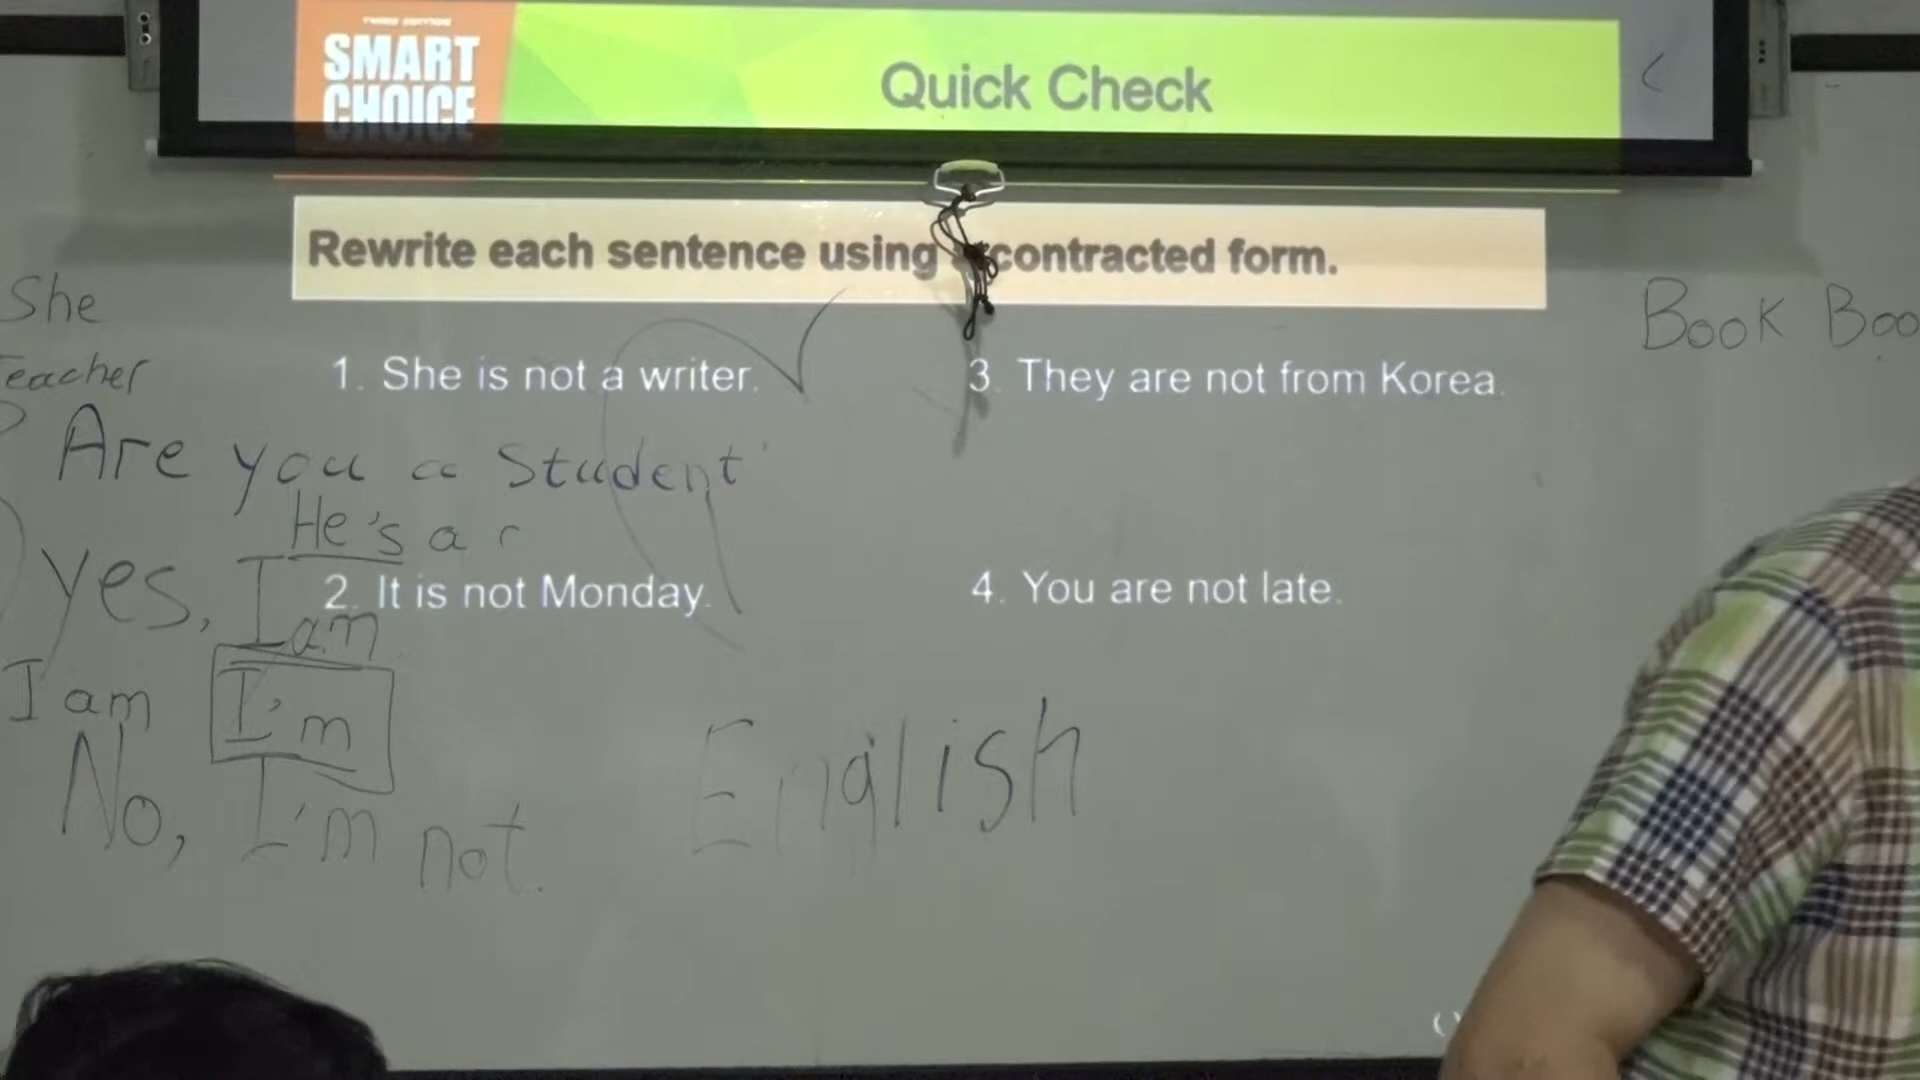 THIRD EDITION
SMART
CHOICE
Quick Check
Rewrite each sentence using contracted form.
She
Teacher
Book Boo
1. She is not a writer.
3. They are not from Korea.
Are you a Student
He's a
Yes, I am
2. It is not Monday.
4. You are not late.
I am I'm
No, I'm not.
English